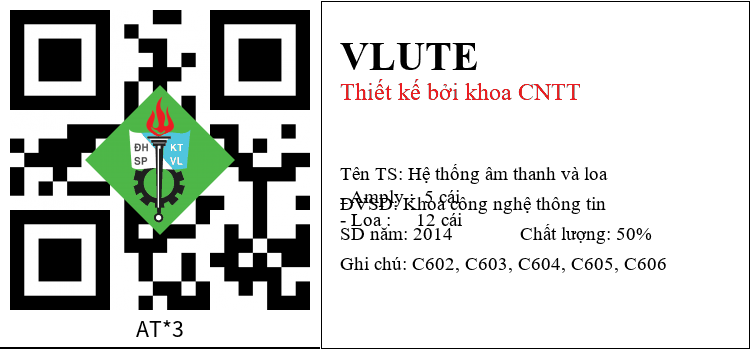 ĐH
SP
KT
VL
AT*3
VLUTE
Thiết kế bởi khoa CNTT
Tên TS: Hệ thống âm thanh và loa
- Amply : 5 cái
ĐVSD: Khoa công nghệ thông tin
- Loa : 12 cái
SD năm: 2014 Chất lượng: 50%
Ghi chú: C602, C603, C604, C605, C606